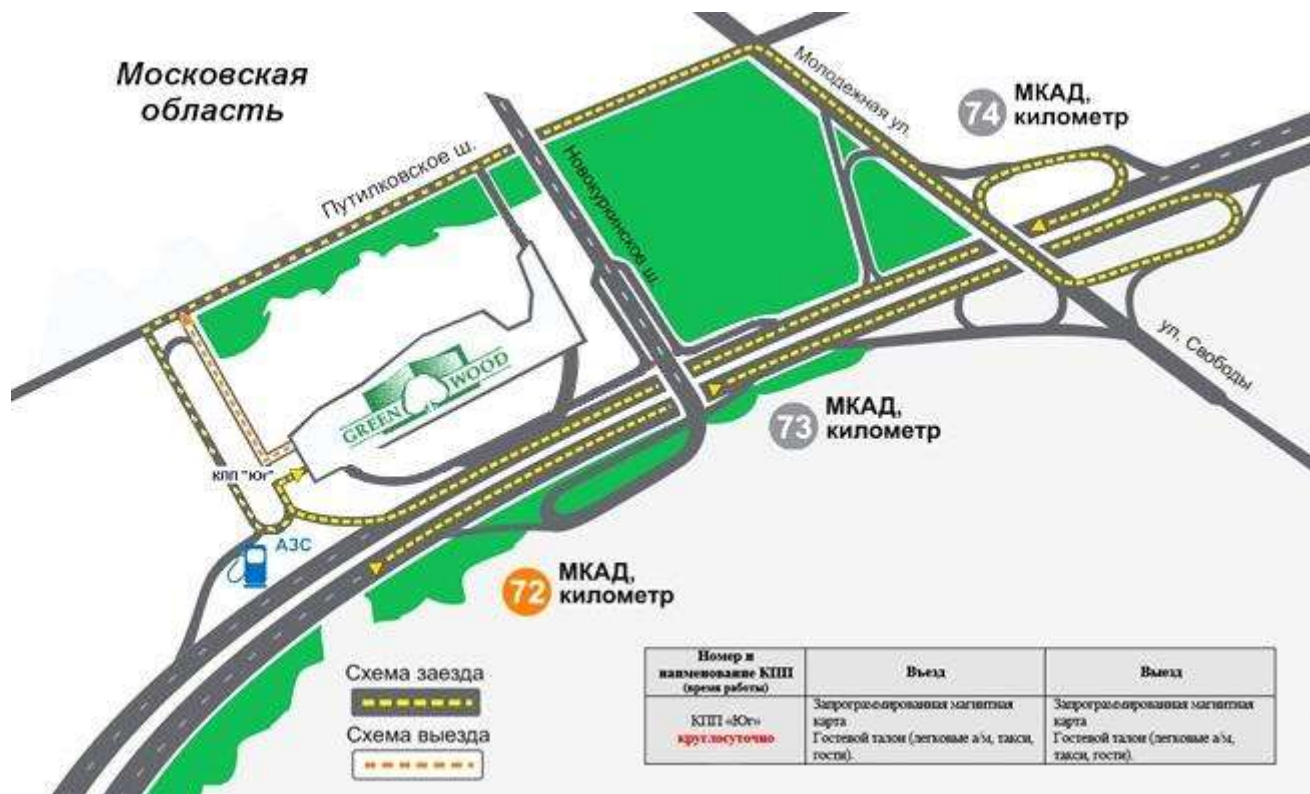 Московская
область
Путилковское ш.
Новокуркинское ш.
Молодежная ул.
74
МКАД,
километр
ул. Свободы
GREEN WOOD
73
МКАД,
километр
КПП "Юг"
АЗС
72
МКАД,
километр
Схема заезда
Схема выезда
Номер и
наименование КПП
(время работы)
Въезд
Выезд
КПП «Юг»
круглосуточно
Запрограммированная магнитная
карта
Гостевой талон (легковые а/м, такси,
гости).
Запрограммированная магнитная
карта
Гостевой талон (легковые а/м,
такси, гости).